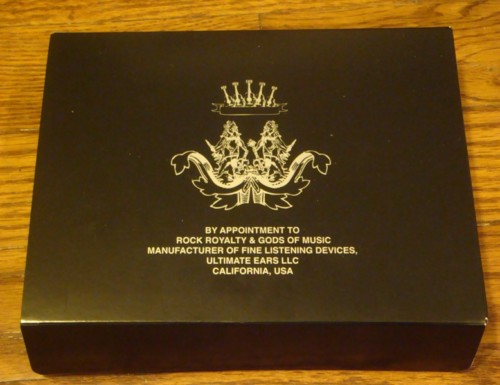 BY APPOINTMENT TO
ROCK ROYALTY & GODS OF MUSIC
MANUFACTURER OF FINE LISTENING DEVICES,
ULTIMATE EARS LLC
CALIFORNIA, USA